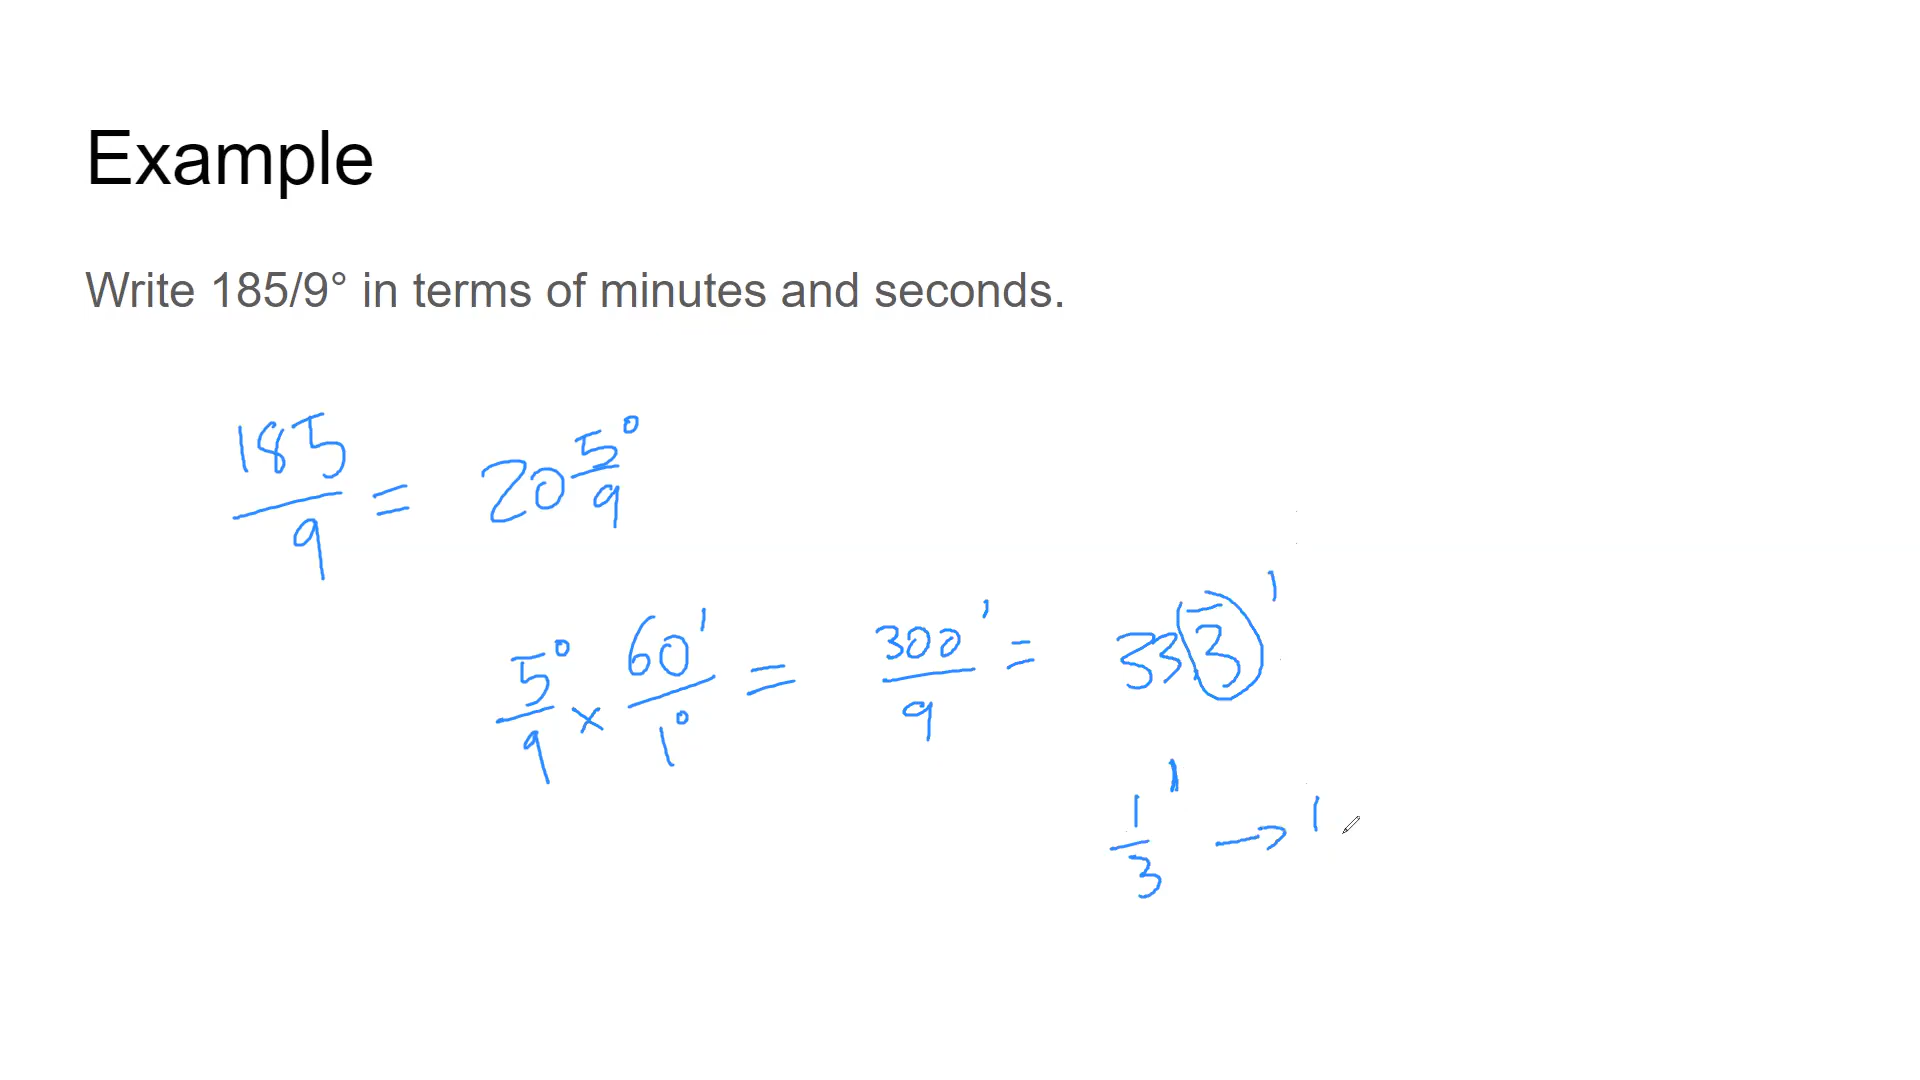 Example
Write 185/9° in terms of minutes and seconds.
185/9 = 20 5/9°
5°/9 × 60'/1° = 300'/9 = 33.3̅'
1/3' → 1